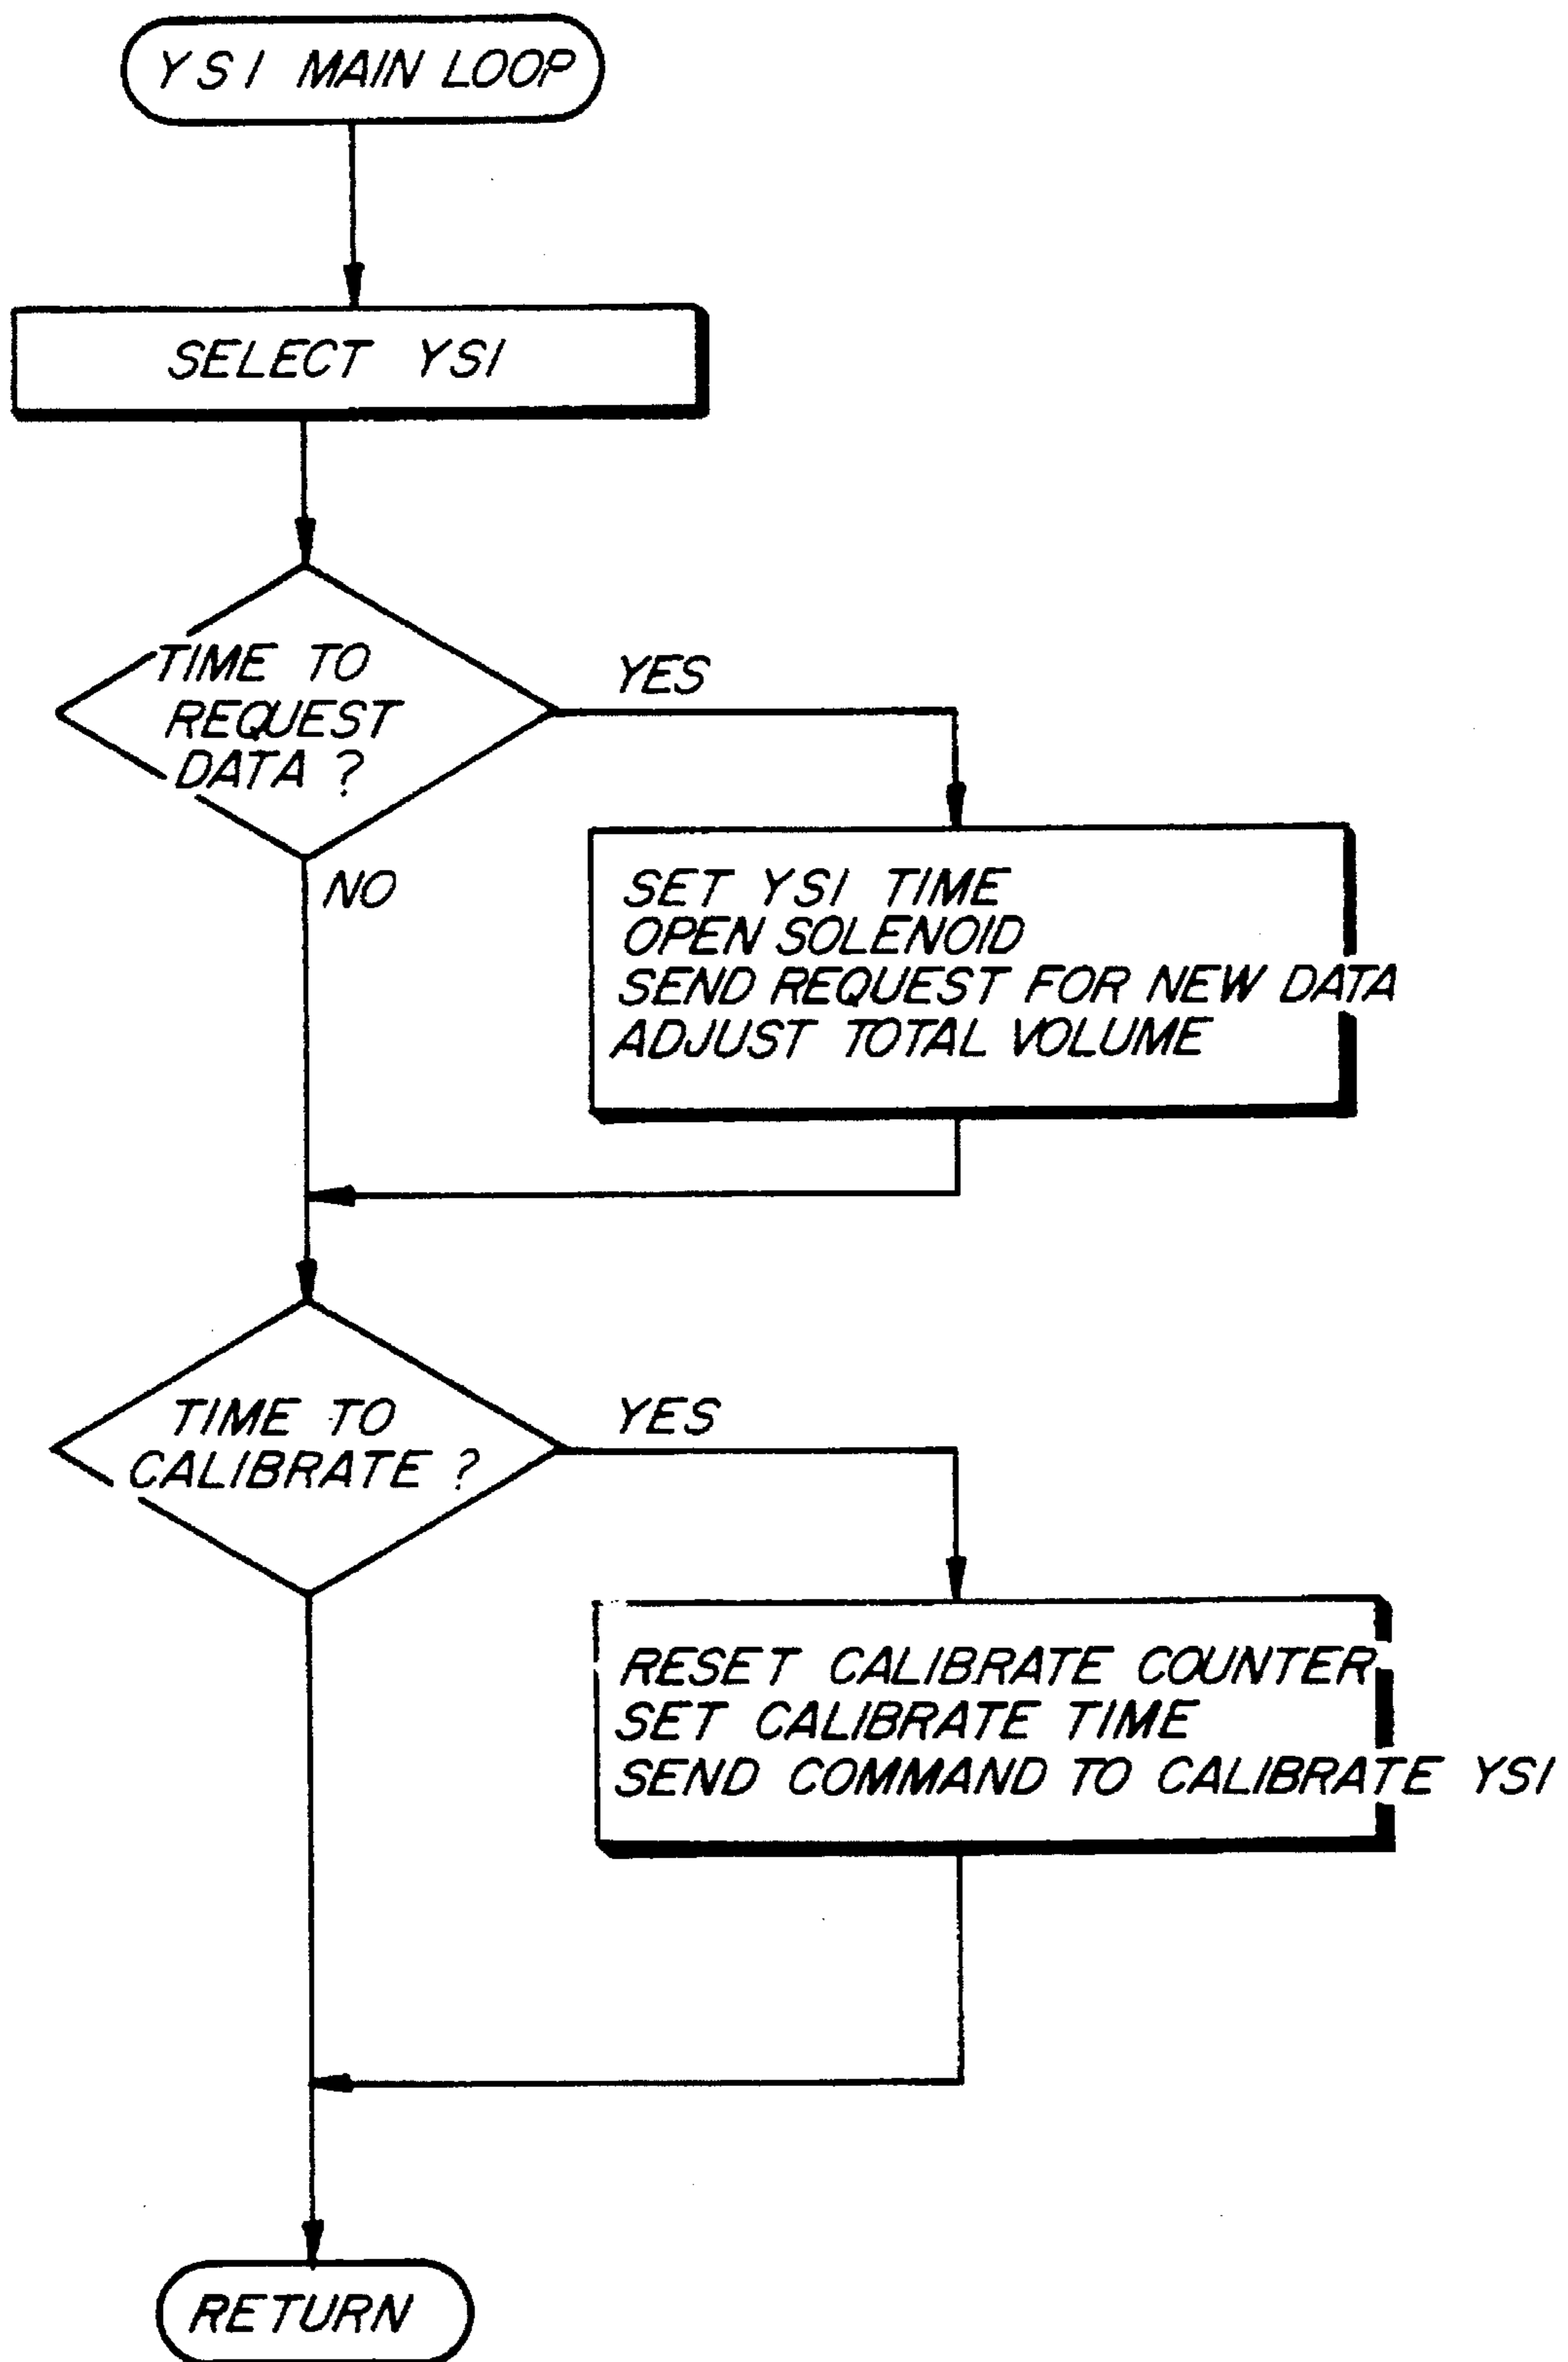 YSI MAIN LOOP
SELECT YSI
TIME TO
REQUEST
DATA ?
YES
NO
SET YSI TIME
OPEN SOLENOID
SEND REQUEST FOR NEW DATA
ADJUST TOTAL VOLUME
TIME TO
CALIBRATE ?
YES
RESET CALIBRATE COUNTER
SET CALIBRATE TIME
SEND COMMAND TO CALIBRATE YSI
RETURN